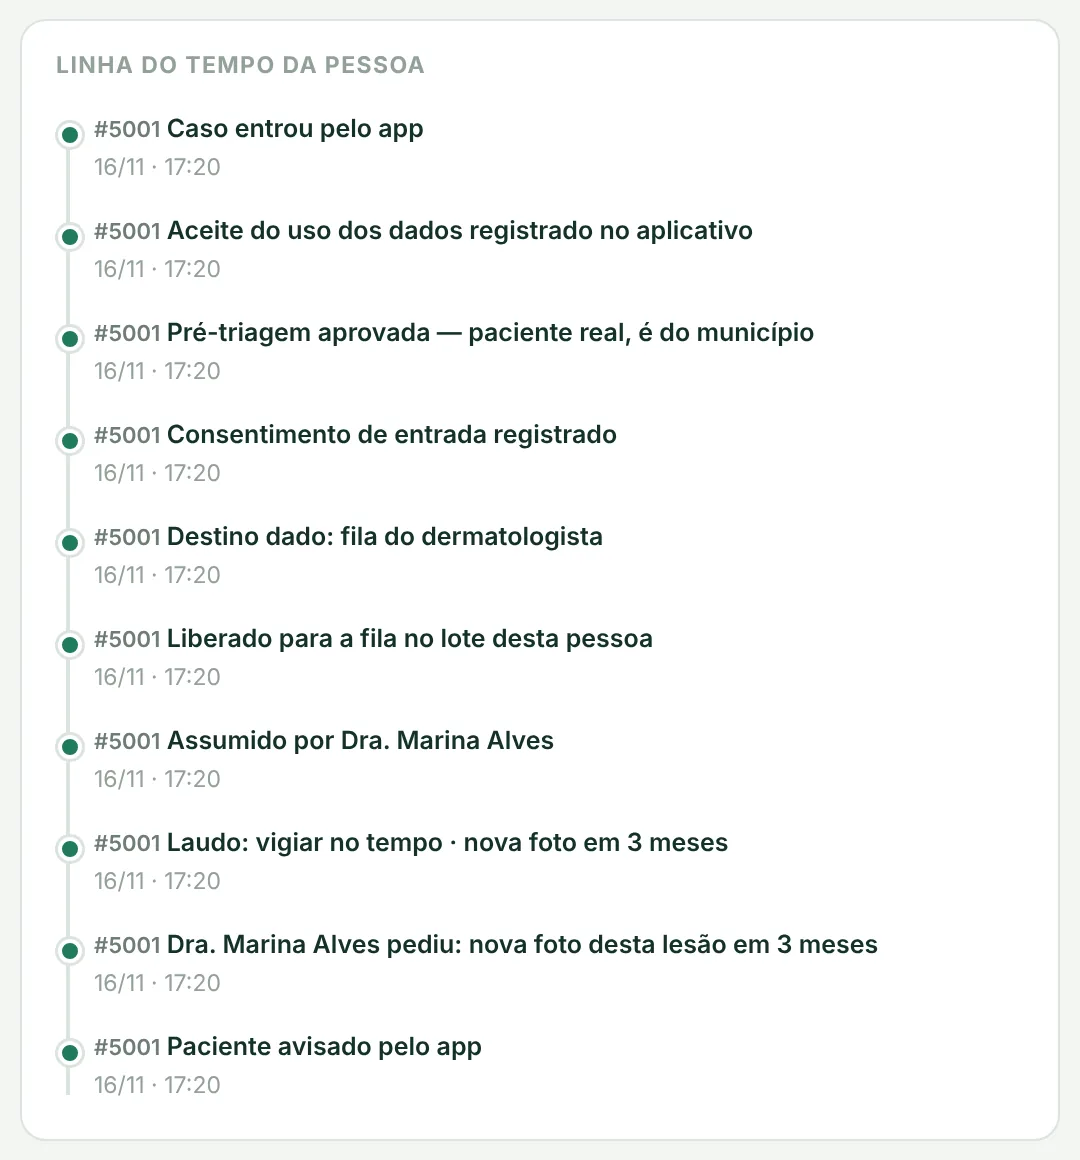 LINHA DO TEMPO DA PESSOA
#5001 Caso entrou pelo app
16/11 · 17:20
#5001 Aceite do uso dos dados registrado no aplicativo
16/11 · 17:20
#5001 Pré-triagem aprovada — paciente real, é do município
16/11 · 17:20
#5001 Consentimento de entrada registrado
16/11 · 17:20
#5001 Destino dado: fila do dermatologista
16/11 · 17:20
#5001 Liberado para a fila no lote desta pessoa
16/11 · 17:20
#5001 Assumido por Dra. Marina Alves
16/11 · 17:20
#5001 Laudo: vigiar no tempo · nova foto em 3 meses
16/11 · 17:20
#5001 Dra. Marina Alves pediu: nova foto desta lesão em 3 meses
16/11 · 17:20
#5001 Paciente avisado pelo app
16/11 · 17:20